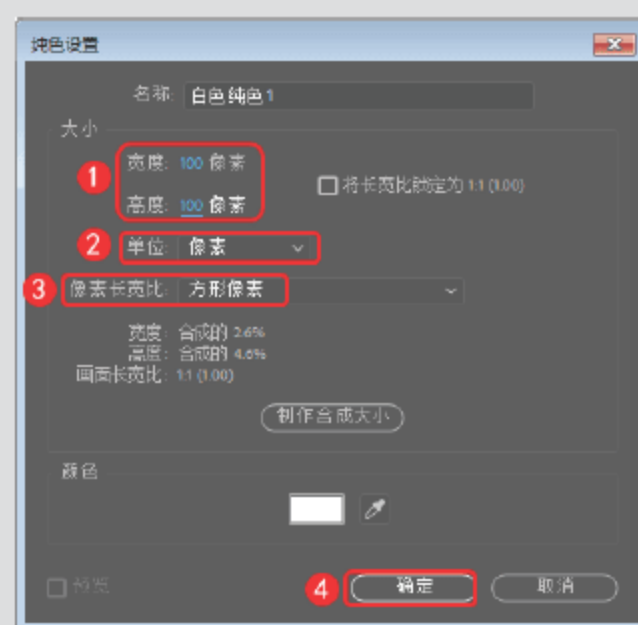 纯色设置
名称: 白色 纯色 1
大小
1 宽度: 100 像素
将长宽比锁定为 1:1 (1.00)
高度: 100 像素
2 单位: 像素
3 像素长宽比: 方形像素
宽度: 合成的 2.6%
高度: 合成的 4.6%
画面长宽比: 1:1 (1.00)
制作合成大小
颜色
预览
4 确定 取消